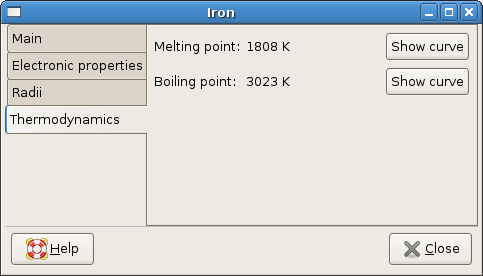 Iron
Main
Electronic properties
Radii
Thermodynamics
Melting point: 1808 K
Show curve
Boiling point: 3023 K
Show curve
Help
Close